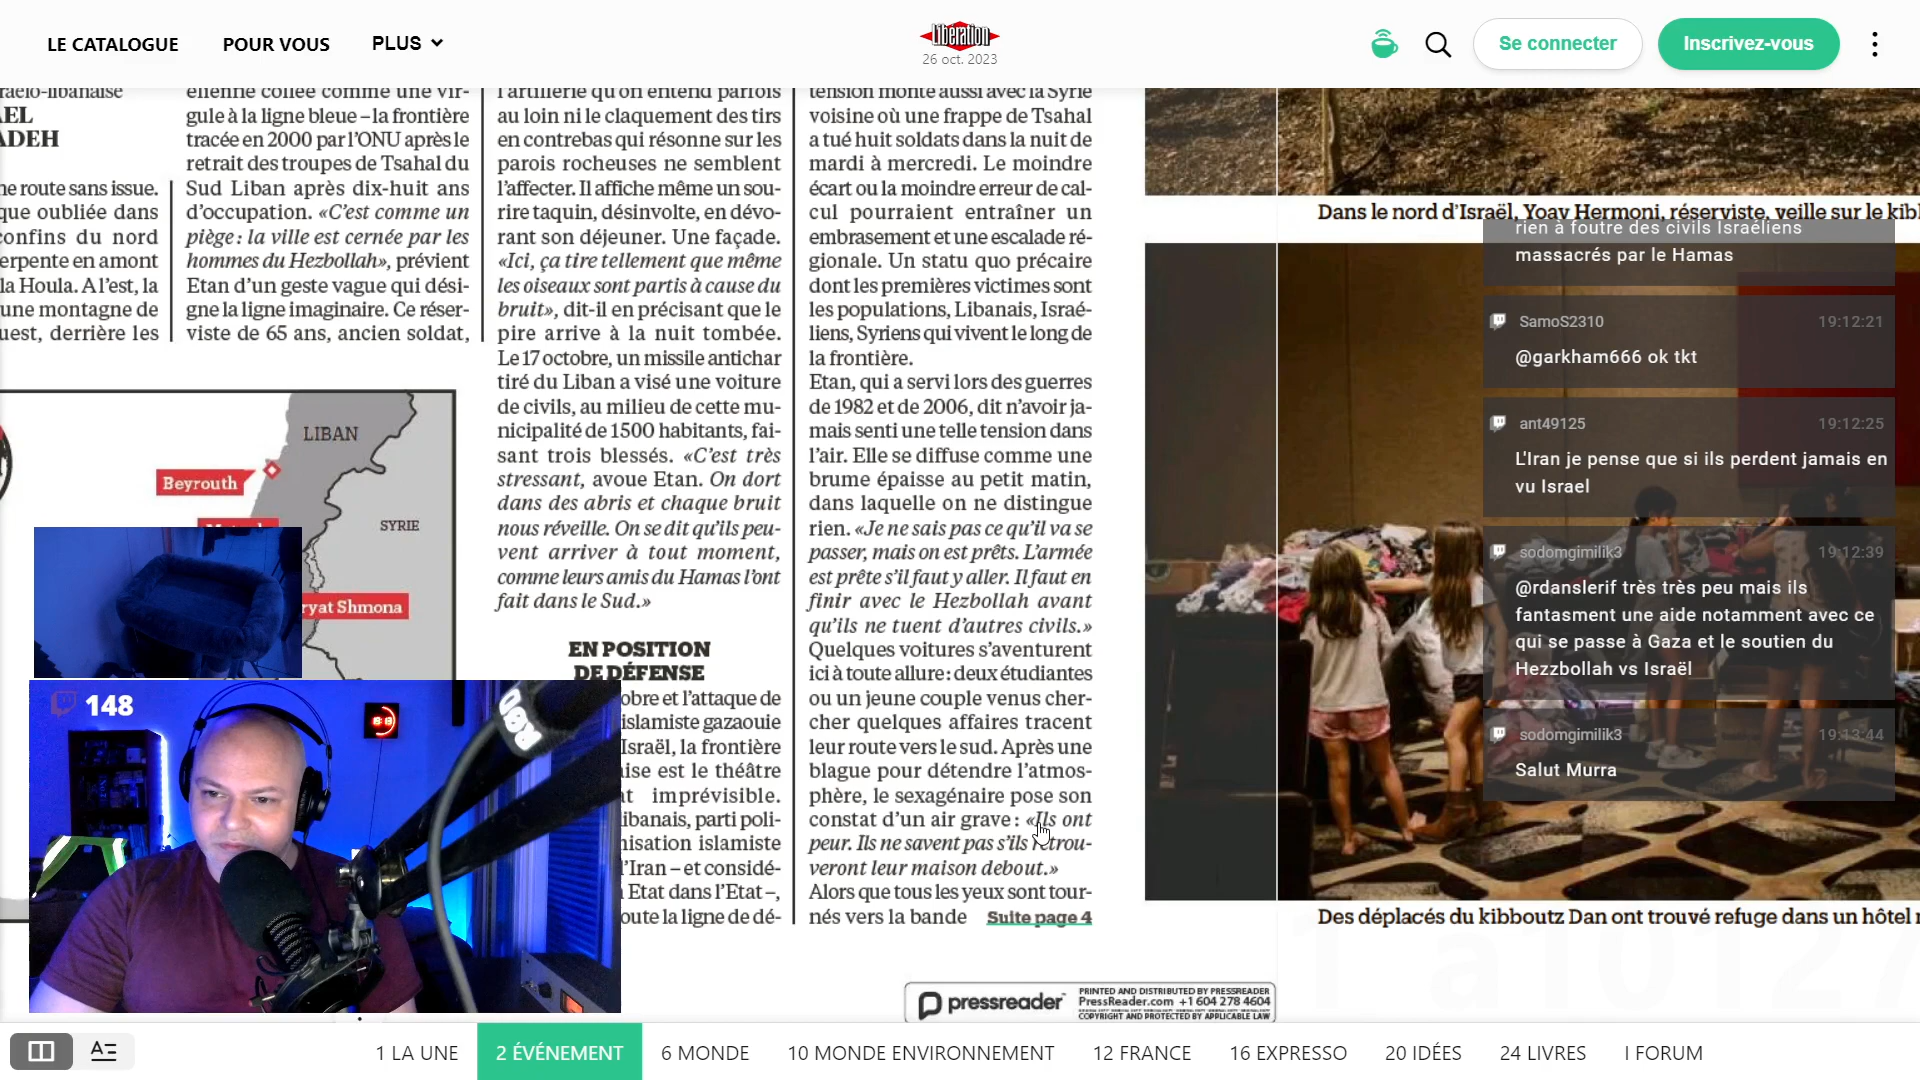 LE CATALOGUE
POUR VOUS
PLUS
Libération
26 oct. 2023
Se connecter
Inscrivez-vous
raélo-libanaise
ne route sans issue.
que oubliée dans
confins du nord
erpente en amont
la Houla. A l'est, la
une montagne de
uest, derrière les
elienne collée comme une vir-
gule à la ligne bleue – la frontière
tracée en 2000 par l'ONU après le
retrait des troupes de Tsahal du
Sud Liban après dix-huit ans
d'occupation. «C'est comme un
piège : la ville est cernée par les
hommes du Hezbollah», prévient
Etan d'un geste vague qui dési-
gne la ligne imaginaire. Ce réser-
viste de 65 ans, ancien soldat,
LIBAN
Beyrouth
SYRIE
ryat Shmona
l'artillerie qu'on entend parfois
au loin ni le claquement des tirs
en contrebas qui résonne sur les
parois rocheuses ne semblent
l'affecter. Il affiche même un sou-
rire taquin, désinvolte, en dévo-
rant son déjeuner. Une façade.
«Ici, ça tire tellement que même
les oiseaux sont partis à cause du
bruit», dit-il en précisant que le
pire arrive à la nuit tombée.
Le 17 octobre, un missile antichar
tiré du Liban a visé une voiture
de civils, au milieu de cette mu-
nicipalité de 1500 habitants, fai-
sant trois blessés. «C'est très
stressant, avoue Etan. On dort
dans des abris et chaque bruit
nous réveille. On se dit qu'ils peu-
vent arriver à tout moment,
comme leurs amis du Hamas l'ont
fait dans le Sud.»
EN POSITION
DE DÉFENSE
obre et l'attaque de
islamiste gazaouie
Israël, la frontière
ise est le théâtre
t imprévisible.
ibanais, parti poli-
nisation islamiste
l'Iran – et considé-
Etat dans l'Etat –,
oute la ligne de dé-
tension monte aussi avec la Syrie
voisine où une frappe de Tsahal
a tué huit soldats dans la nuit de
mardi à mercredi. Le moindre
écart ou la moindre erreur de cal-
cul pourraient entraîner un
embrasement et une escalade ré-
gionale. Un statu quo précaire
dont les premières victimes sont
les populations, Libanais, Israé-
liens, Syriens qui vivent le long de
la frontière.
Etan, qui a servi lors des guerres
de 1982 et de 2006, dit n'avoir ja-
mais senti une telle tension dans
l'air. Elle se diffuse comme une
brume épaisse au petit matin,
dans laquelle on ne distingue
rien. «Je ne sais pas ce qu'il va se
passer, mais on est prêts. L'armée
est prête s'il faut y aller. Il faut en
finir avec le Hezbollah avant
qu'ils ne tuent d'autres civils.»
Quelques voitures s'aventurent
ici à toute allure : deux étudiantes
ou un jeune couple venus cher-
cher quelques affaires tracent
leur route vers le sud. Après une
blague pour détendre l'atmos-
phère, le sexagénaire pose son
constat d'un air grave : «Ils ont
peur. Ils ne savent pas s'ils retrou-
veront leur maison debout.»
Alors que tous les yeux sont tour-
nés vers la bande Suite page 4
Dans le nord d'Israël, Yoav Hermoni, réserviste, veille sur le kib
rien à foutre des civils Israéliens
massacrés par le Hamas
SamoS2310 19:12:21
@garkham666 ok tkt
ant49125 19:12:25
L'Iran je pense que si ils perdent jamais en
vu Israel
sodomgimilik3 19:12:39
@rdanslerif très très peu mais ils
fantasment une aide notamment avec ce
qui se passe à Gaza et le soutien du
Hezzbollah vs Israël
sodomgimilik3 19:13:44
Salut Murra
Des déplacés du kibboutz Dan ont trouvé refuge dans un hôtel
148
pressreader
PRINTED AND DISTRIBUTED BY PRESSREADER
PressReader.com +1 604 278 4604
COPYRIGHT AND PROTECTED BY APPLICABLE LAW
1 LA UNE
2 ÉVÉNEMENT
6 MONDE
10 MONDE ENVIRONNEMENT
12 FRANCE
16 EXPRESSO
20 IDÉES
24 LIVRES
I FORUM